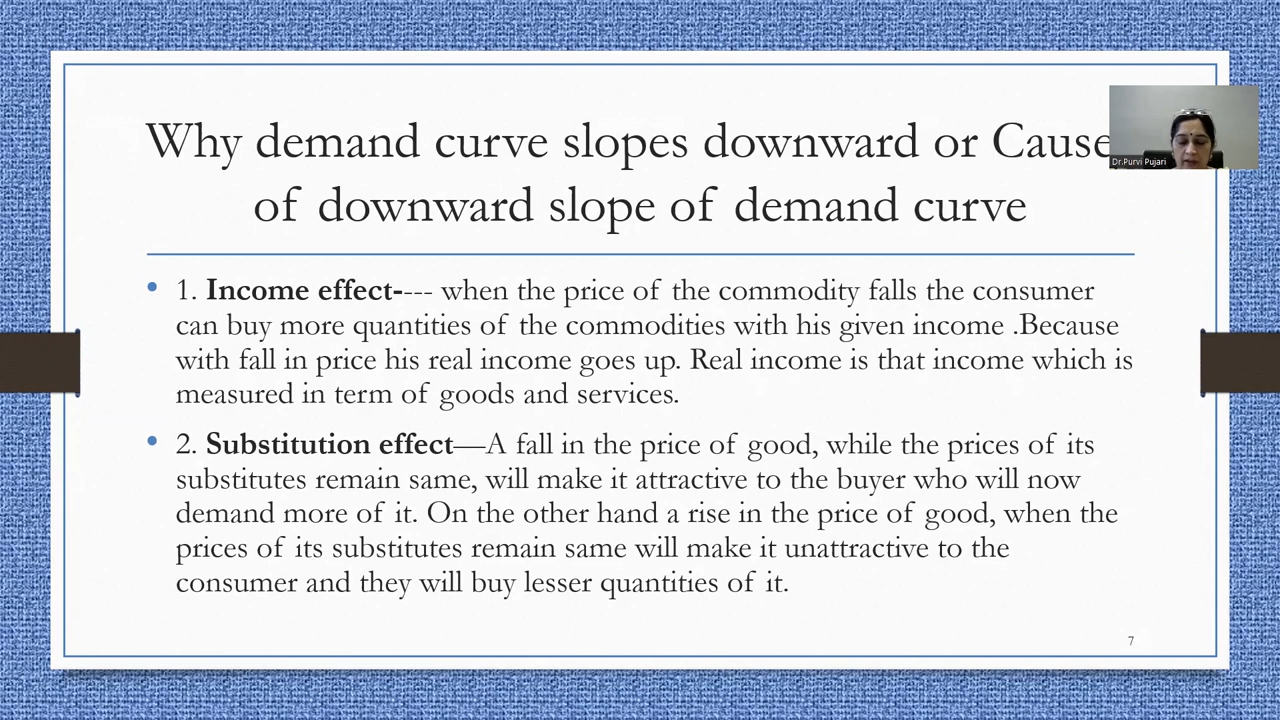 Why demand curve slopes downward or Cause
of downward slope of demand curve
Dr.Purvi Pujari
• 1. Income effect---- when the price of the commodity falls the consumer
can buy more quantities of the commodities with his given income .Because
with fall in price his real income goes up. Real income is that income which is
measured in term of goods and services.
• 2. Substitution effect—A fall in the price of good, while the prices of its
substitutes remain same, will make it attractive to the buyer who will now
demand more of it. On the other hand a rise in the price of good, when the
prices of its substitutes remain same will make it unattractive to the
consumer and they will buy lesser quantities of it.
7